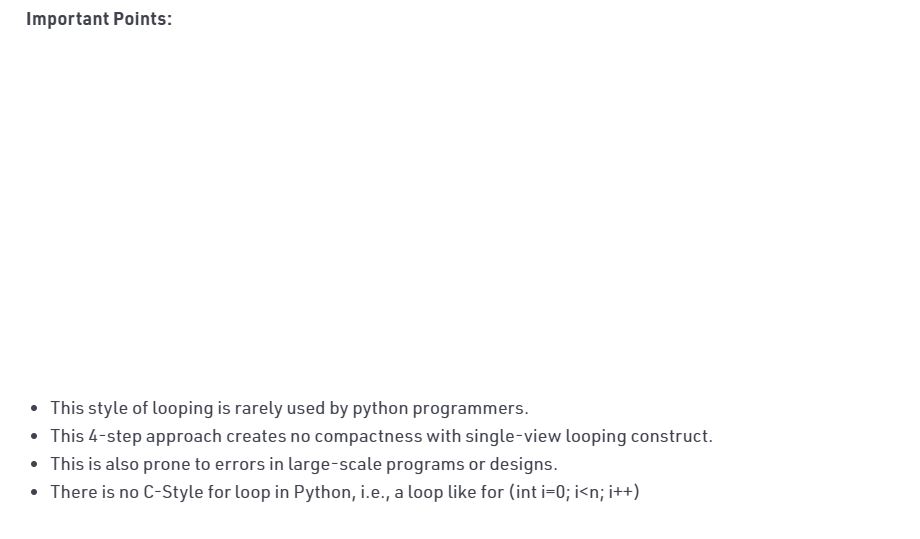 Important Points:
• This style of looping is rarely used by python programmers.
• This 4-step approach creates no compactness with single-view looping construct.
• This is also prone to errors in large-scale programs or designs.
• There is no C-Style for loop in Python, i.e., a loop like for (int i=0; i<n; i++)